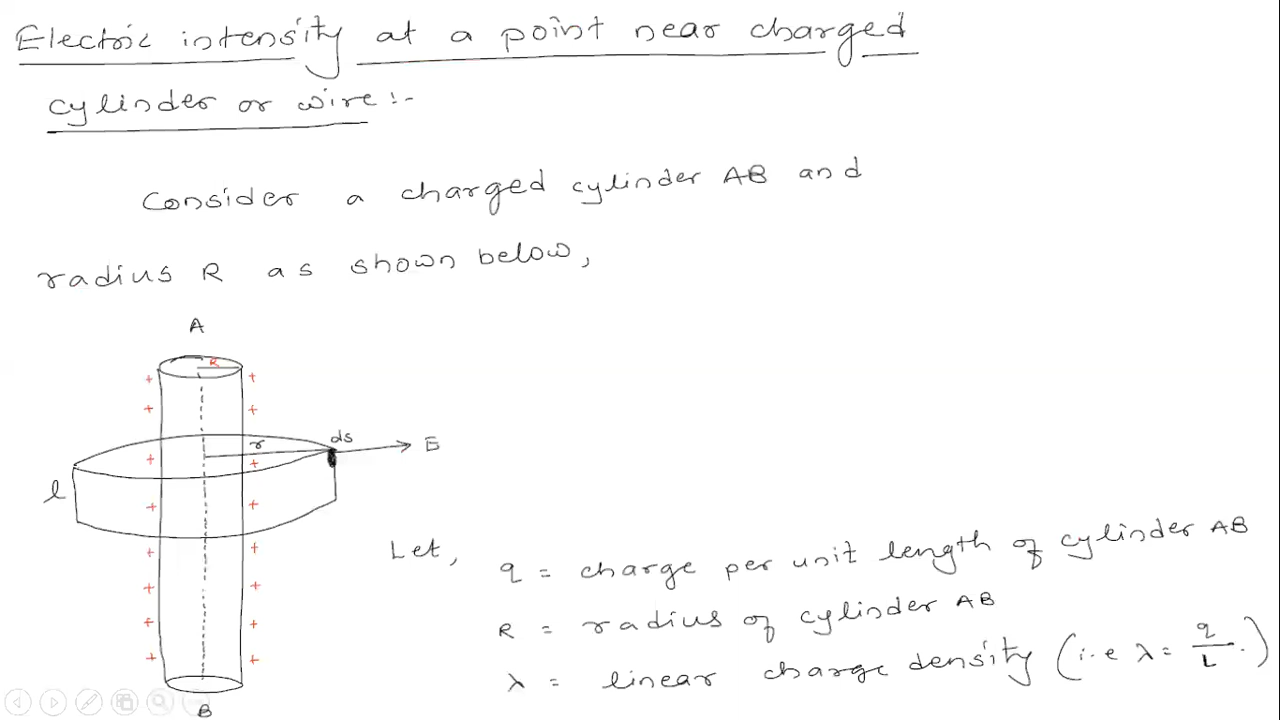 Electric intensity at a point near charged
cylinder or wire :-
Consider a charged cylinder AB and
radius R as shown below,
A
R
r
ds
E
l
Let,
q = charge per unit length of cylinder AB
R = radius of cylinder AB
λ = linear charge density (i.e λ = q/L.)
B